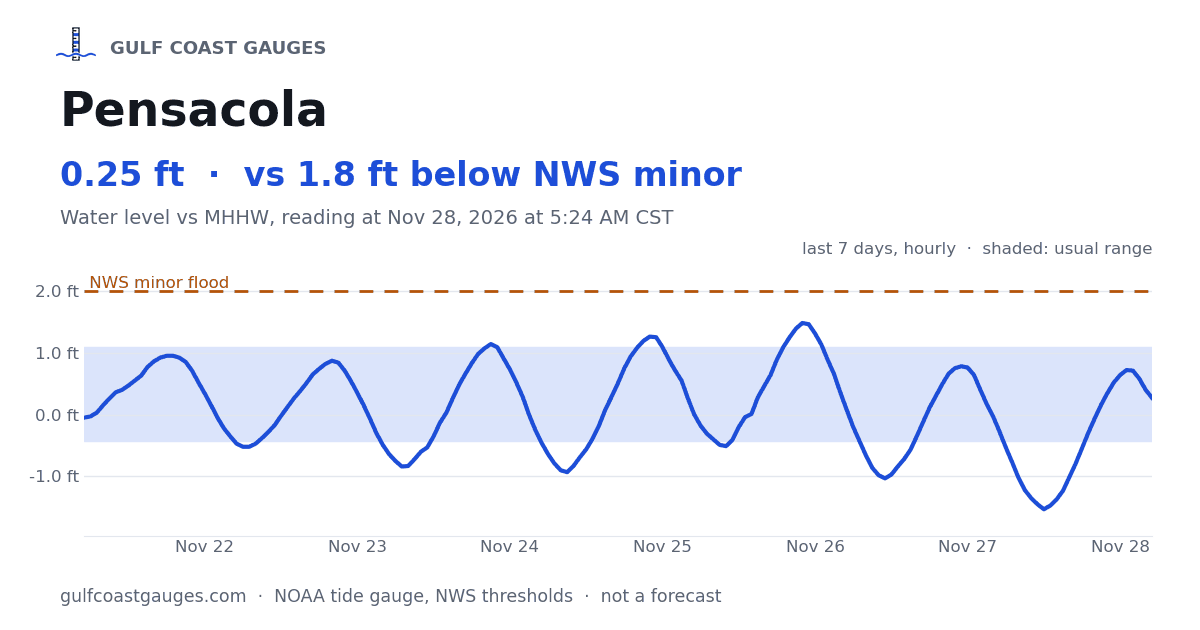 GULF COAST GAUGES
Pensacola
0.25 ft · vs 1.8 ft below NWS minor
Water level vs MHHW, reading at Nov 28, 2026 at 5:24 AM CST
last 7 days, hourly · shaded: usual range
NWS minor flood
2.0 ft
1.0 ft
0.0 ft
-1.0 ft
Nov 22 Nov 23 Nov 24 Nov 25 Nov 26 Nov 27 Nov 28
gulfcoastgauges.com · NOAA tide gauge, NWS thresholds · not a forecast